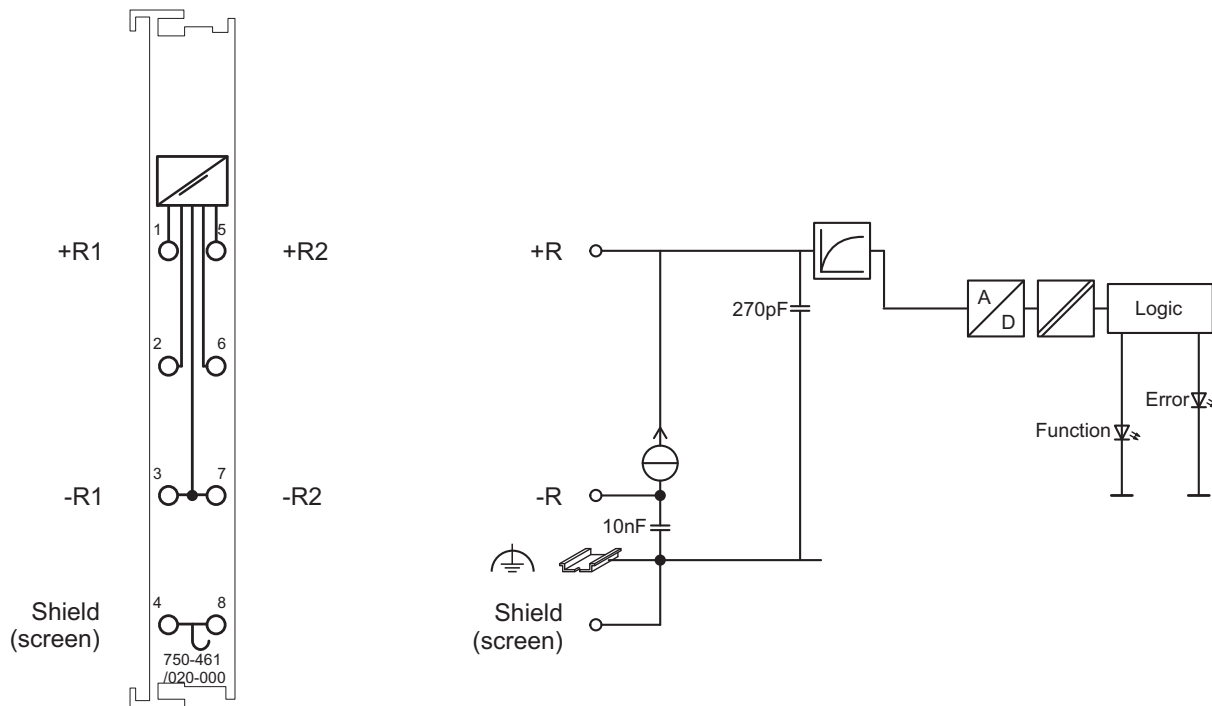 1
5
+R1
+R2
2
6
3
7
-R1
-R2
4
8
Shield
(screen)
750-461
/020-000
+R
270pF
A
D
Logic
Error
Function
-R
10nF
Shield
(screen)